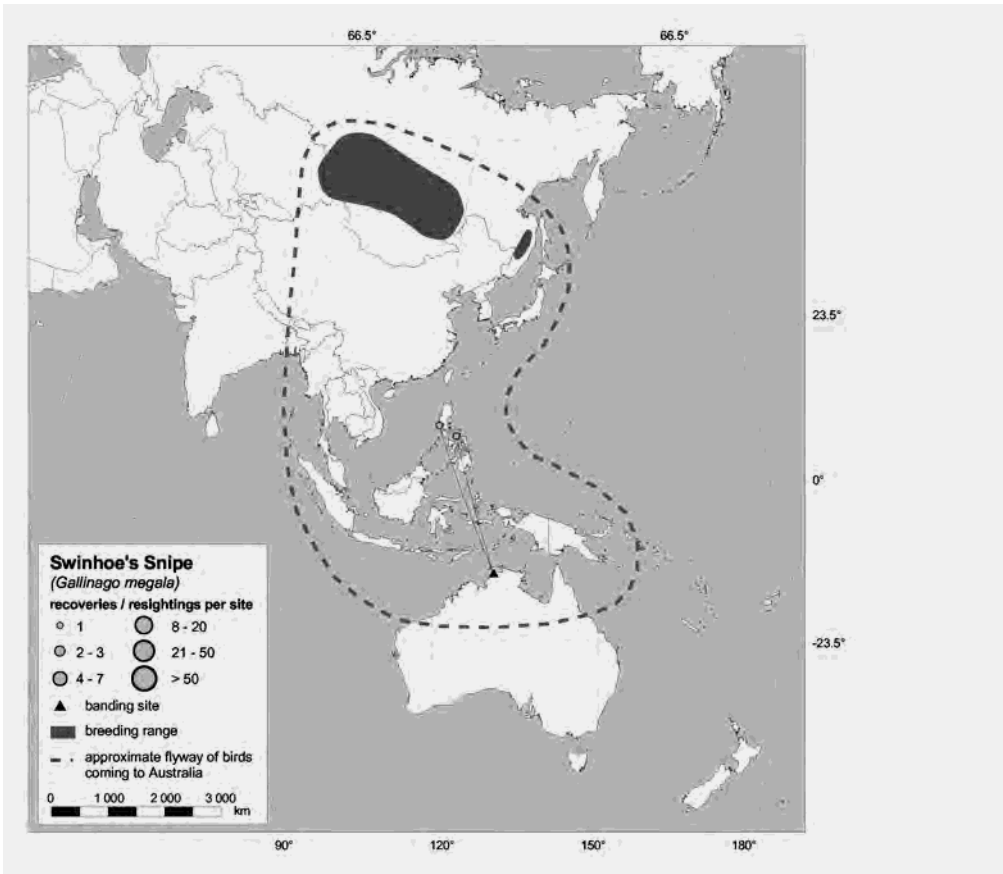 66.5° 66.5°
23.5°
0°
-23.5°
Swinhoe's Snipe
(Gallinago megala)
recoveries / resightings per site
1 8 - 20
2 - 3 21 - 50
4 - 7 > 50
banding site
breeding range
approximate flyway of birds
coming to Australia
0 1 000 2 000 3 000
km
90° 120° 150° 180°